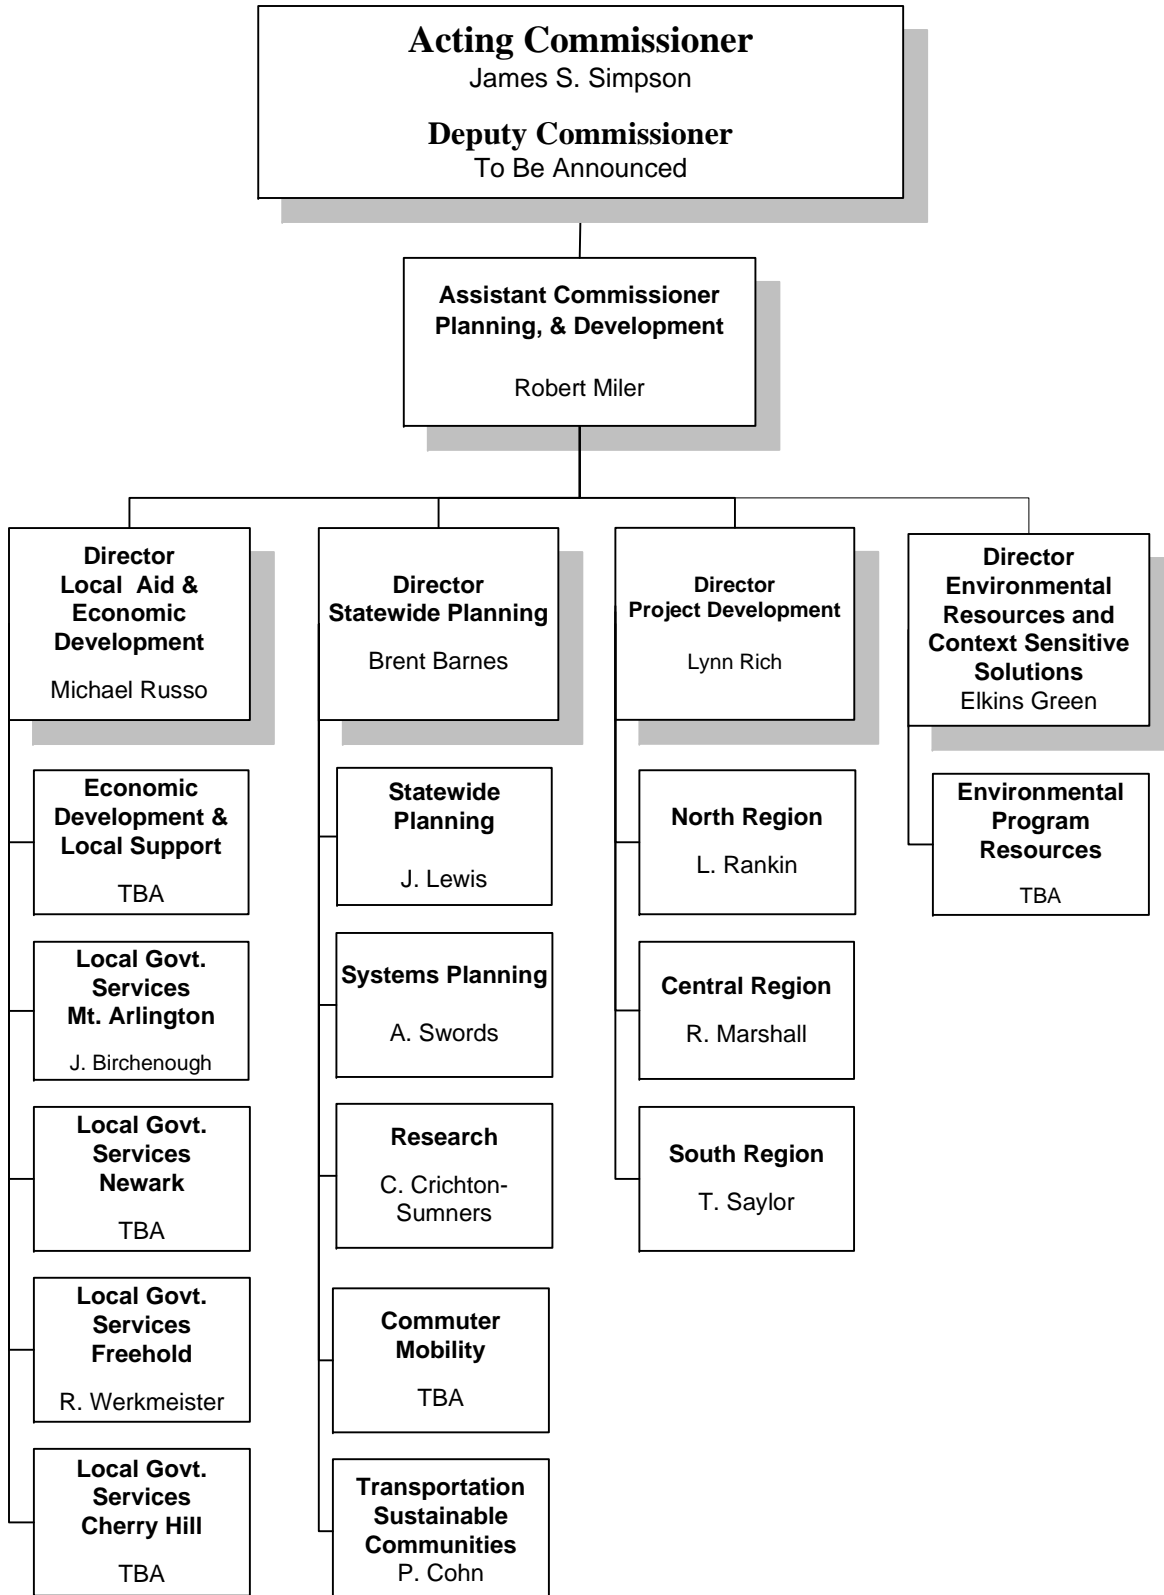 Acting Commissioner
James S. Simpson
Deputy Commissioner
To Be Announced
Assistant Commissioner
Planning, & Development
Robert Miler
Director
Local Aid &
Economic
Development
Michael Russo
Economic
Development &
Local Support
TBA
Local Govt.
Services
Mt. Arlington
J. Birchenough
Local Govt.
Services
Newark
TBA
Local Govt.
Services
Freehold
R. Werkmeister
Local Govt.
Services
Cherry Hill
TBA
Director
Statewide Planning
Brent Barnes
Statewide
Planning
J. Lewis
Systems Planning
A. Swords
Research
C. Crichton-
Sumners
Commuter
Mobility
TBA
Transportation
Sustainable
Communities
P. Cohn
Director
Project Development
Lynn Rich
North Region
L. Rankin
Central Region
R. Marshall
South Region
T. Saylor
Director
Environmental
Resources and
Context Sensitive
Solutions
Elkins Green
Environmental
Program
Resources
TBA